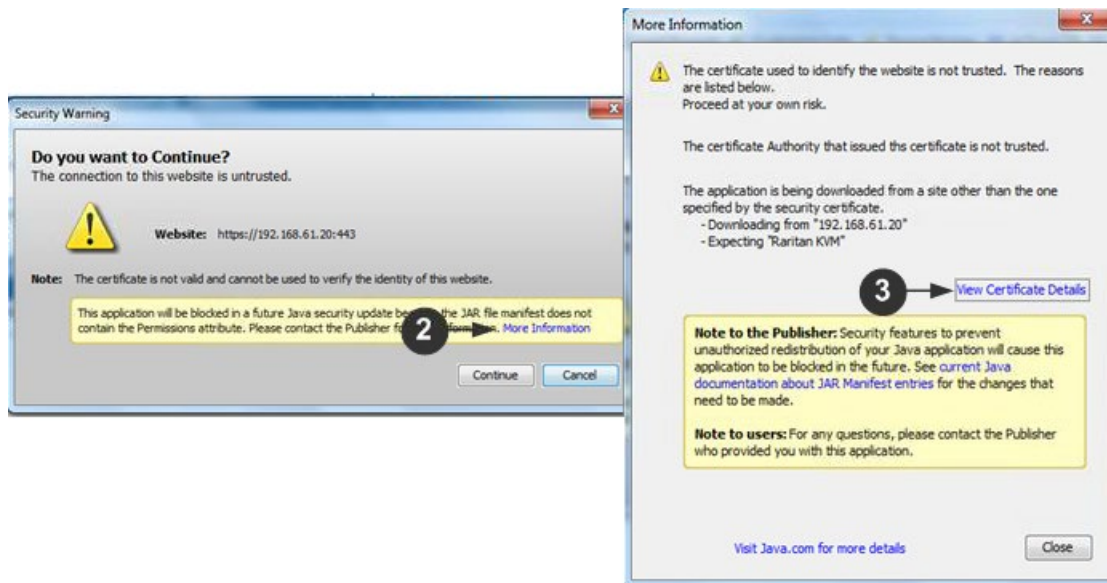 Security Warning
Do you want to Continue?
The connection to this website is untrusted.
Website: https://192.168.61.20:443
Note: The certificate is not valid and cannot be used to verify the identity of this website.
This application will be blocked in a future Java security update the JAR file manifest does not
contain the Permissions attribute. Please contact the Publisher More Information
2
Continue
Cancel
More Information
The certificate used to identify the website is not trusted. The reasons
are listed below.
Proceed at your own risk.
The certificate Authority that issued ths certificate is not trusted.
The application is being downloaded from a site other than the one
specified by the security certificate.
- Downloading from "192.168.61.20"
- Expecting "Raritan KVM"
3
View Certificate Details
Note to the Publisher: Security features to prevent
unauthorized redistribution of your Java application will cause this
application to be blocked in the future. See current Java
documentation about JAR Manifest entries for the changes that
need to be made.
Note to users: For any questions, please contact the Publisher
who provided you with this application.
Visit Java.com for more details
Close